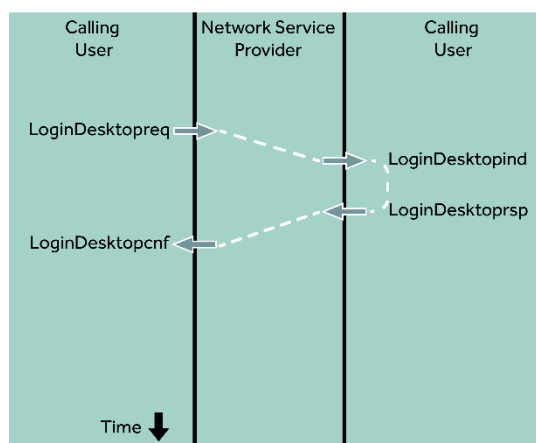 Calling
User
Network Service
Provider
Calling
User
LoginDesktopreq
LoginDesktopind
LoginDesktoprsp
LoginDesktopcnf
Time